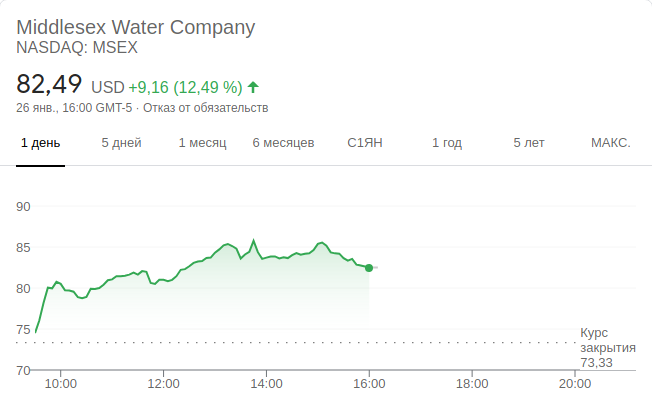 Middlesex Water Company
NASDAQ: MSEX
82,49 USD +9,16 (12,49 %)
26 янв., 16:00 GMT-5 · Отказ от обязательств
1 день 5 дней 1 месяц 6 месяцев С1ЯН 1 год 5 лет МАКС.
90
85
80
75
Курс
закрытия
73,33
70
10:00 12:00 14:00 16:00 18:00 20:00